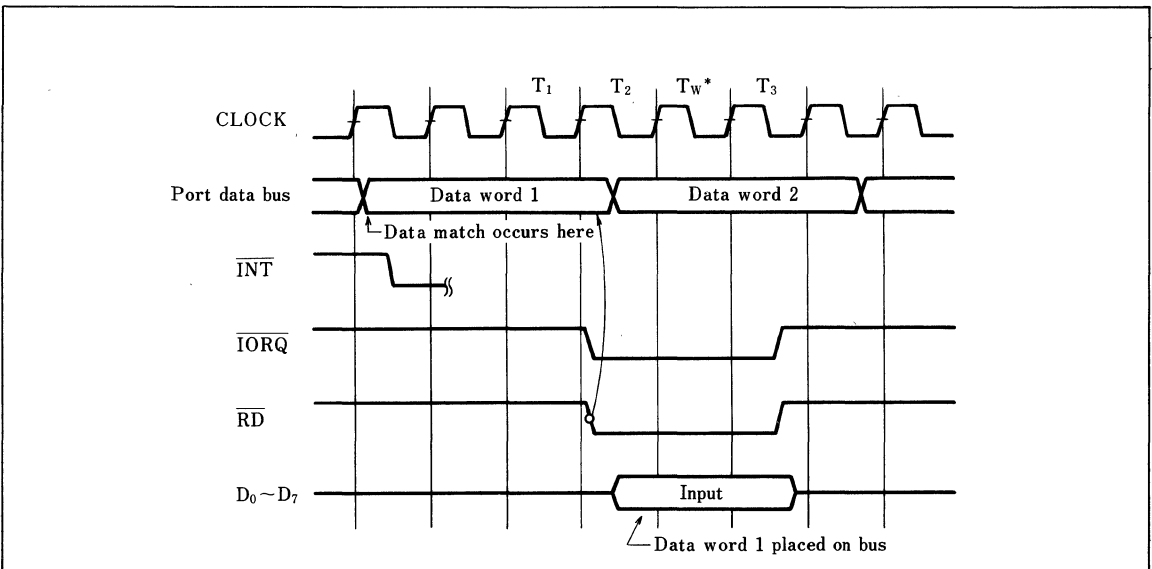 T₁ T₂ T_W* T₃
CLOCK
Port data bus Data word 1 Data word 2
Data match occurs here
INT
IORQ
RD
D₀~D₇ Input
Data word 1 placed on bus